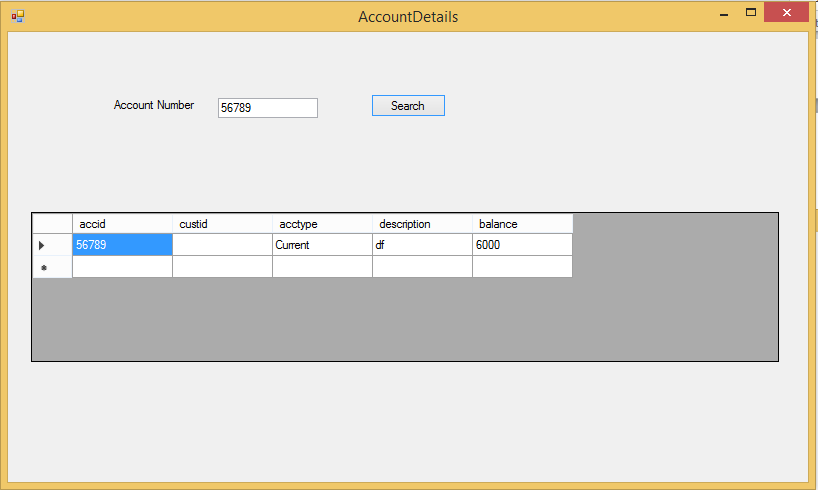 AccountDetails
Account Number 56789 Search
accid custid acctype description balance
56789 Current df 6000